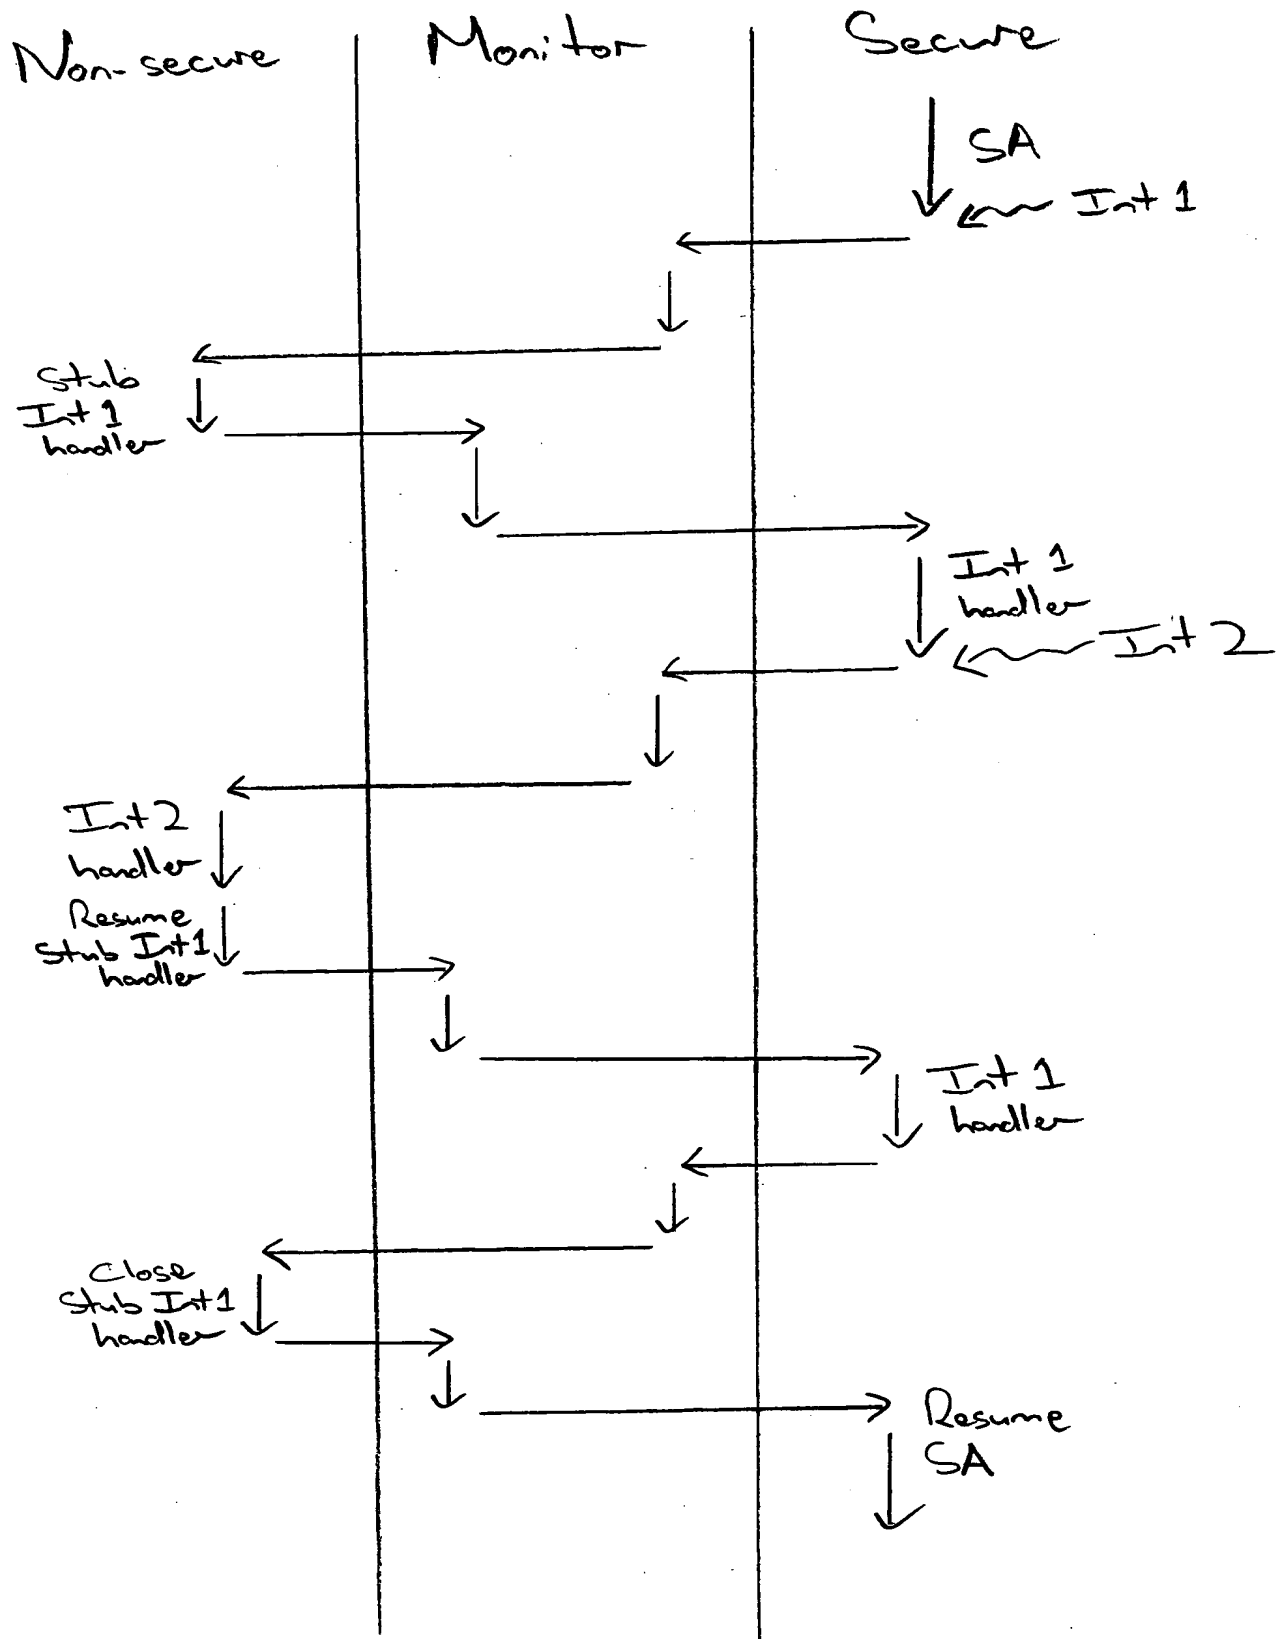 Non-secure
Monitor
Secure
SA
Int 1
Stub
Int 1
handler
Int 1
handler
Int 2
Int 2
handler
Resume
Stub Int 1
handler
Int 1
handler
Close
Stub Int 1
handler
Resume
SA